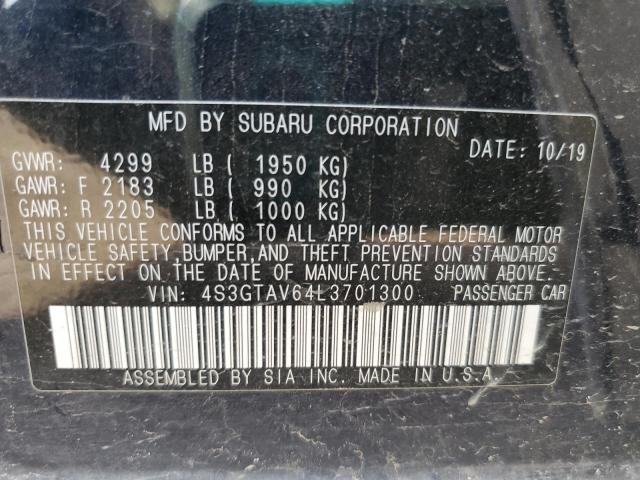 MFD BY SUBARU CORPORATION
DATE: 10/19
GVWR: 4299 LB ( 1950 KG)
GAWR: F 2183 LB ( 990 KG)
GAWR: R 2205 LB ( 1000 KG)
THIS VEHICLE CONFORMS TO ALL APPLICABLE FEDERAL MOTOR
VEHICLE SAFETY, BUMPER, AND THEFT PREVENTION STANDARDS
IN EFFECT ON THE DATE OF MANUFACTURE SHOWN ABOVE.
VIN: 4S3GTAV64L3701300 PASSENGER CAR
ASSEMBLED BY SIA INC. MADE IN U.S.A